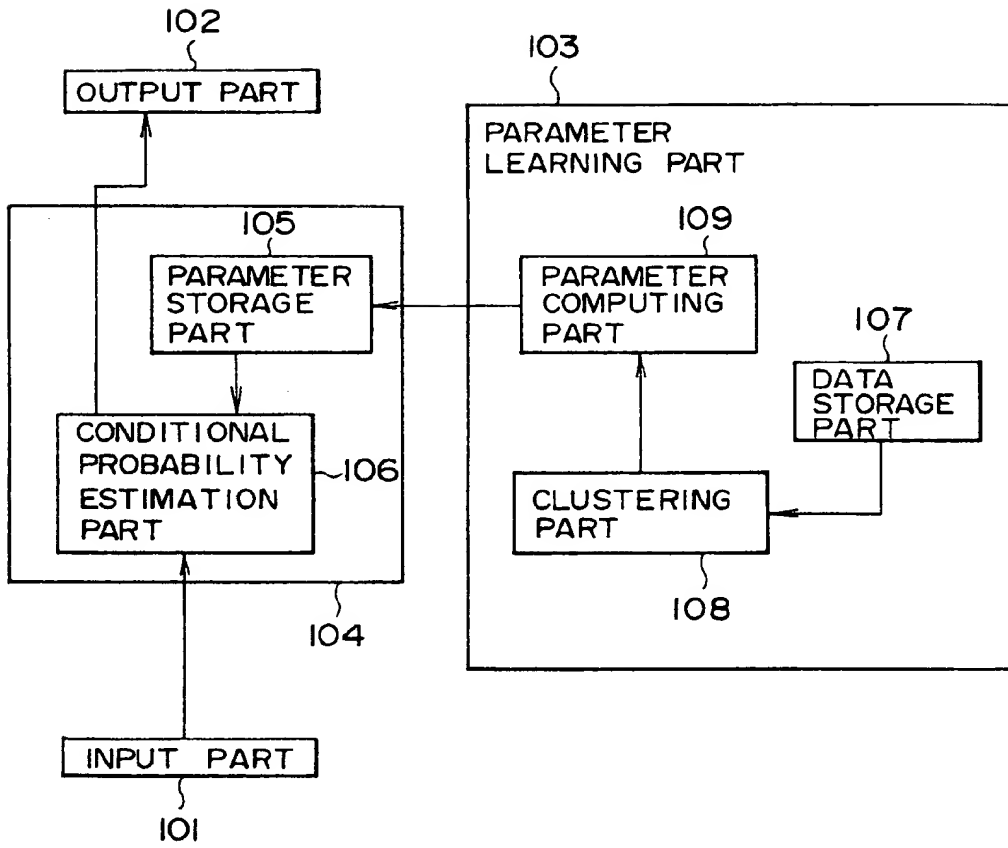 102
OUTPUT PART
103
PARAMETER
LEARNING PART
105
PARAMETER
STORAGE
PART
109
PARAMETER
COMPUTING
PART
107
DATA
STORAGE
PART
CONDITIONAL
PROBABILITY
ESTIMATION
PART
106
CLUSTERING
PART
108
104
INPUT PART
101